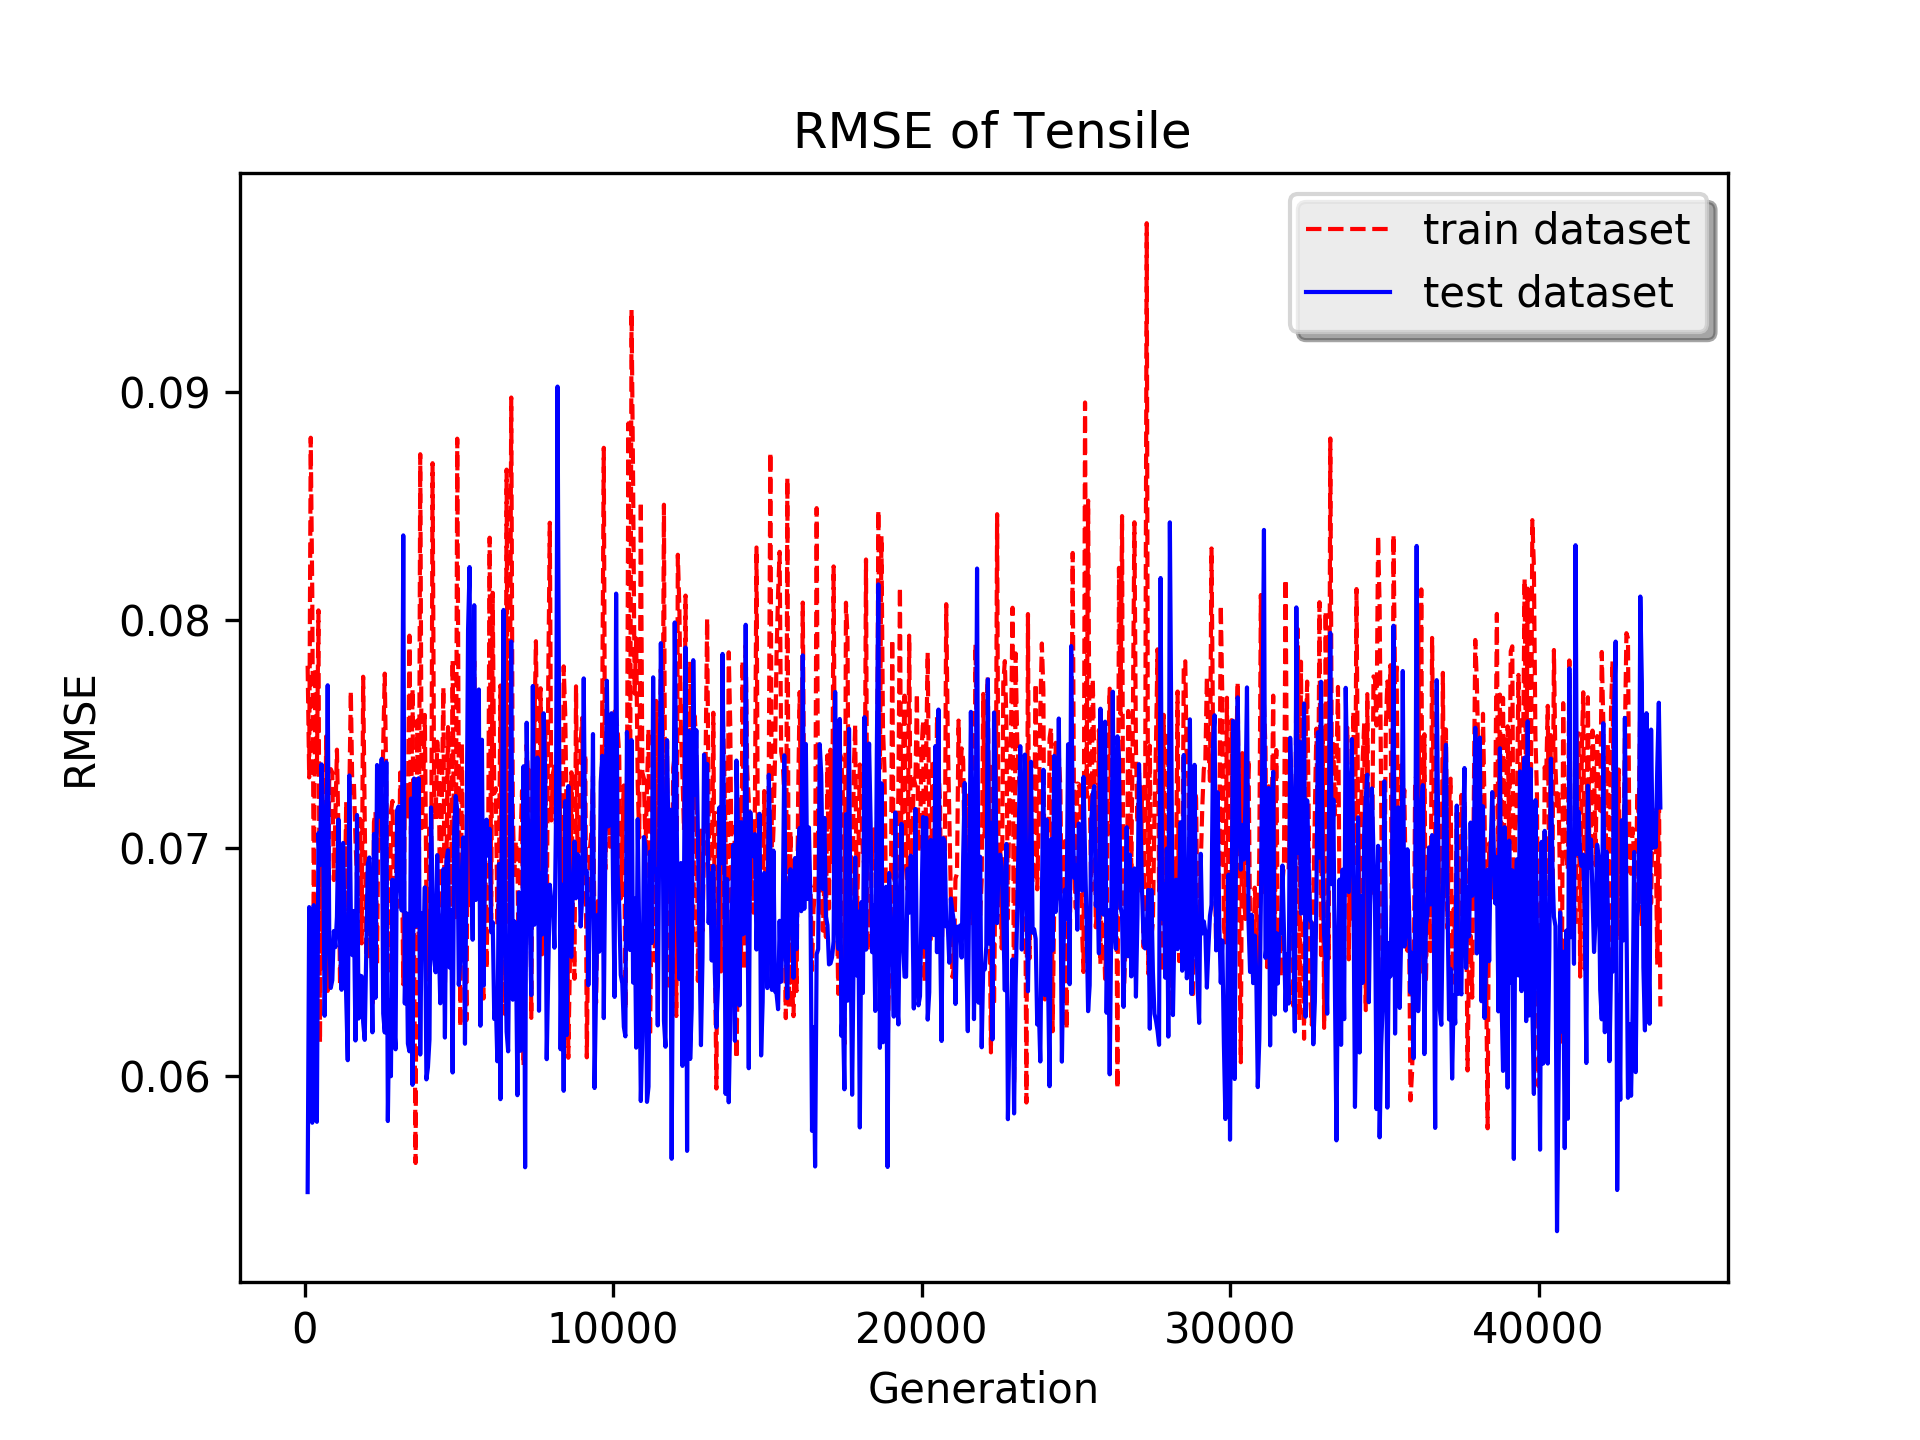 RMSE of Tensile
train dataset
test dataset
RMSE
0.09
0.08
0.07
0.06
0
10000
20000
30000
40000
Generation